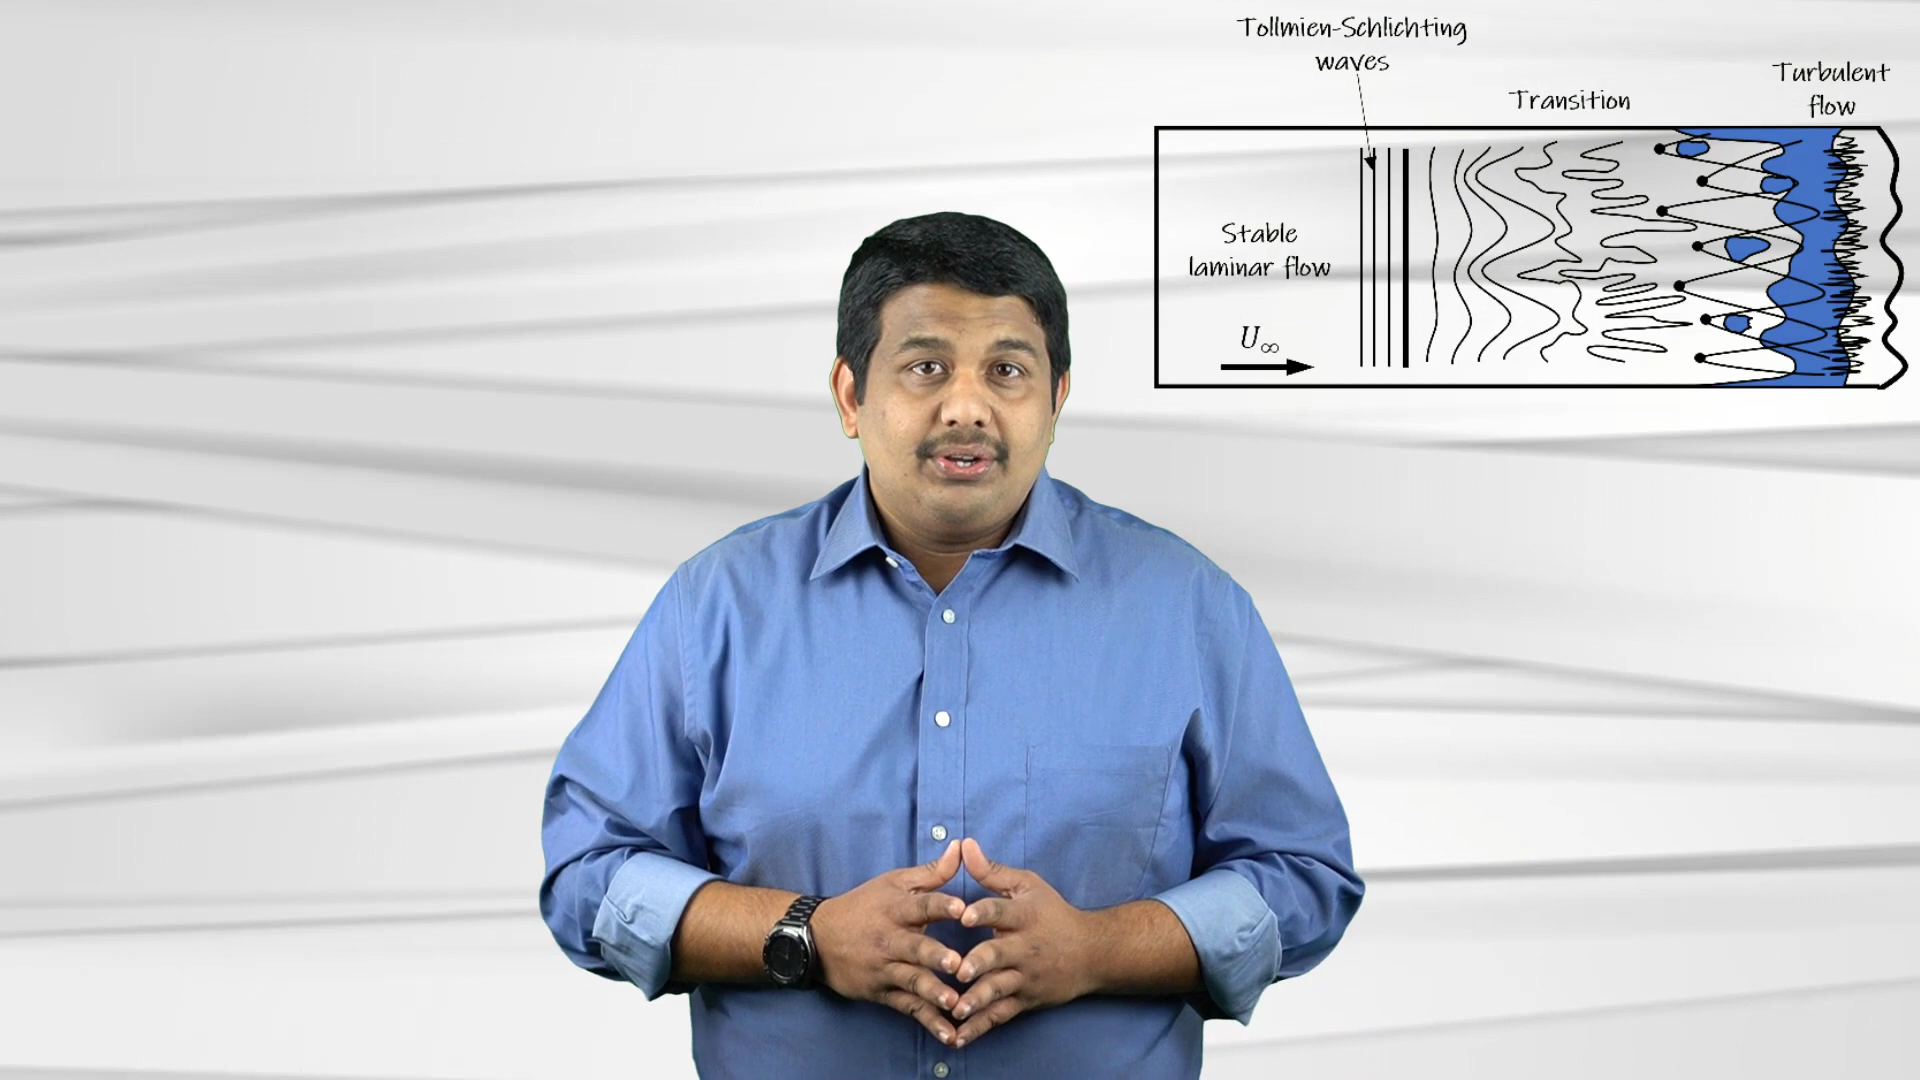 Tollmien-Schlichting
waves
Transition
Turbulent
flow
Stable
laminar flow
U∞